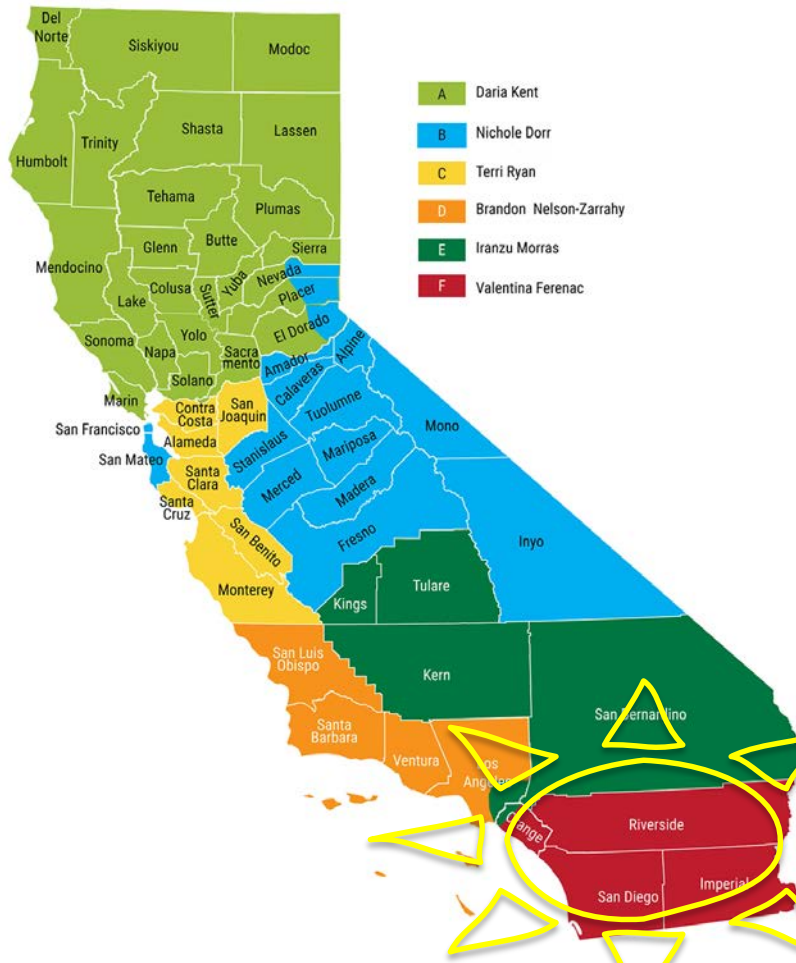 Del
Norte
Siskiyou
Modoc
Humbolt
Trinity
Shasta
Lassen
Tehama
Plumas
Mendocino
Glenn
Butte
Sierra
Lake
Colusa
Sutter
Yuba
Nevada
Placer
Sonoma
Napa
Yolo
El Dorado
Sacra
mento
Solano
Marin
Amador
Alpine
Calaveras
San Francisco
Contra
Costa
San
Joaquin
Tuolumne
Mono
Alameda
Stanislaus
Mariposa
San Mateo
Santa
Clara
Merced
Madera
Santa
Cruz
San Benito
Fresno
Inyo
Monterey
Kings
Tulare
San Luis
Obispo
Kern
San Bernardino
Santa
Barbara
Ventura
Los
Angeles
Orange
Riverside
San Diego
Imperial
A Daria Kent
B Nichole Dorr
C Terri Ryan
D Brandon Nelson-Zarrahy
E Iranzu Morras
F Valentina Ferenac